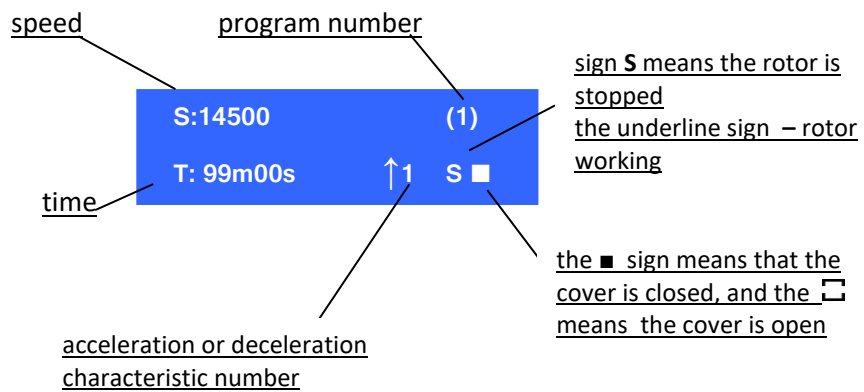 speed
program number
sign S means the rotor is
stopped
the underline sign – rotor
working
S:14500 (1)
T: 99m00s ↑1 S ■
time
the ■ sign means that the
cover is closed, and the ⛶
means the cover is open
acceleration or deceleration
characteristic number